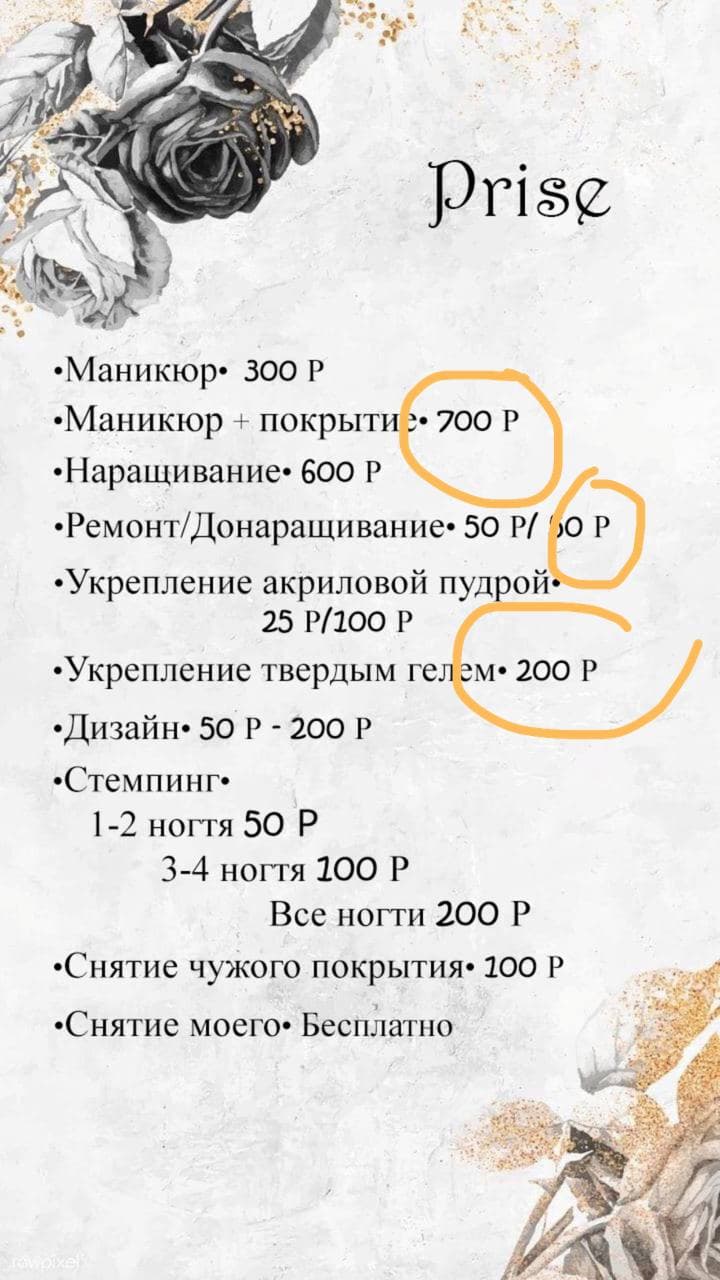 Prise
•Маникюр• 300 Р
•Маникюр + покрытие• 700 Р
•Наращивание• 600 Р
•Ремонт/Донаращивание• 50 Р/ Р
•Укрепление акриловой пудрой•
25 Р/100 Р
•Укрепление твердым гелем• 200 Р
•Дизайн• 50 Р - 200 Р
•Стемпинг•
1-2 ногтя 50 Р
3-4 ногтя 100 Р
Все ногти 200 Р
•Снятие чужого покрытия• 100 Р
•Снятие моего• Бесплатно
rawpixel